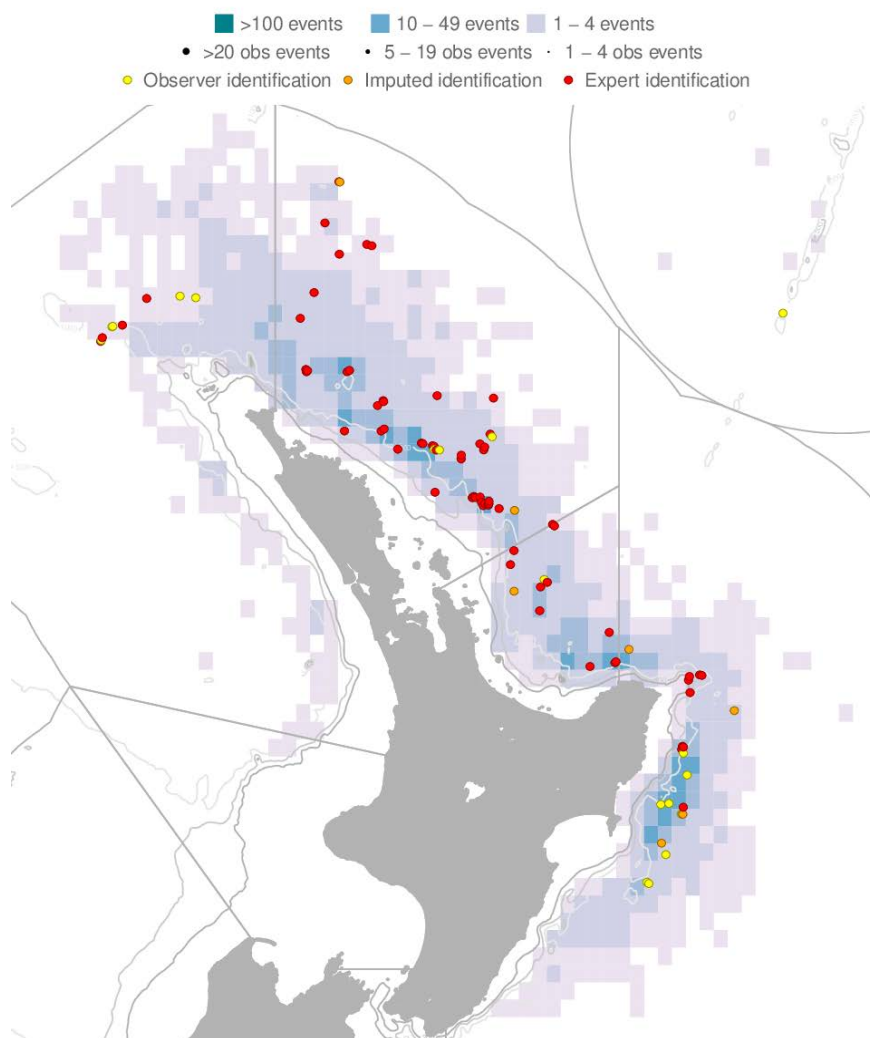 >100 events 10 – 49 events 1 – 4 events
>20 obs events 5 – 19 obs events 1 – 4 obs events
Observer identification Imputed identification Expert identification